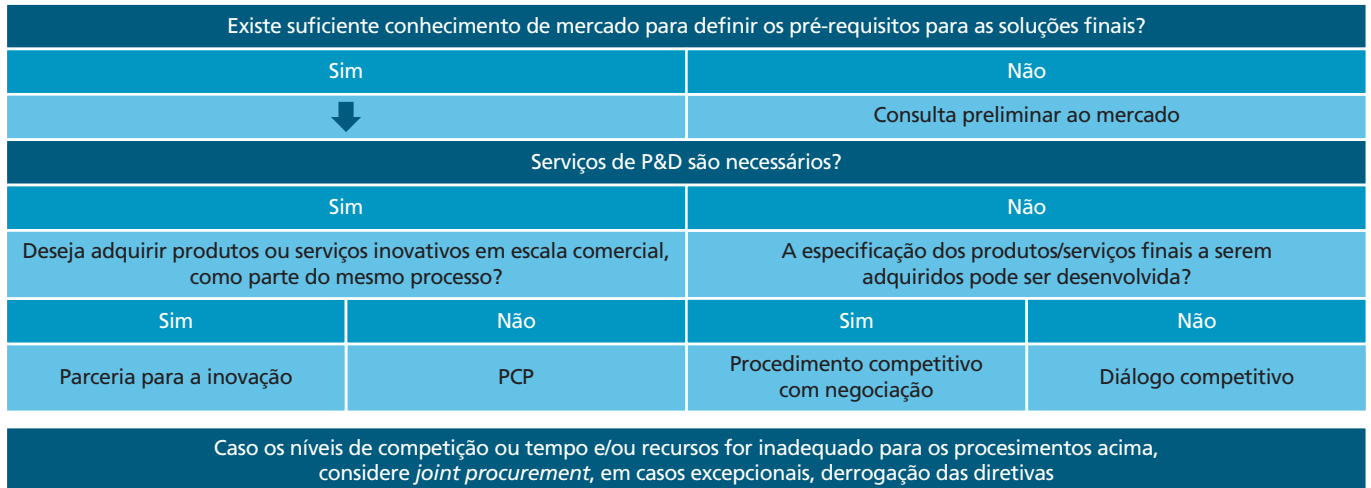 Existe suficiente conhecimento de mercado para definir os pré-requisitos para as soluções finais?
Sim
Não
Consulta preliminar ao mercado
Serviços de P&D são necessários?
Sim
Não
Deseja adquirir produtos ou serviços inovativos em escala comercial,
como parte do mesmo processo?
A especificação dos produtos/serviços finais a serem
adquiridos pode ser desenvolvida?
Sim
Não
Sim
Não
Parceria para a inovação
PCP
Procedimento competitivo
com negociação
Diálogo competitivo
Caso os níveis de competição ou tempo e/ou recursos for inadequado para os procesimentos acima,
considere joint procurement, em casos excepcionais, derrogação das diretivas